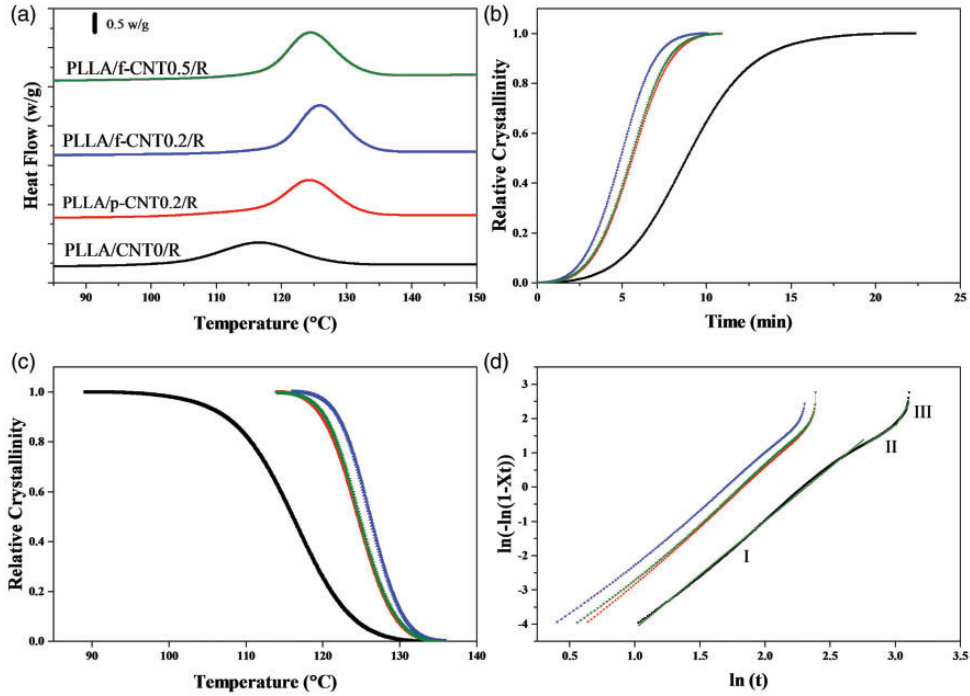 (a)
0.5 w/g
PLLA/f-CNT0.5/R
PLLA/f-CNT0.2/R
PLLA/p-CNT0.2/R
PLLA/CNT0/R
Heat Flow (w/g)
90 100 110 120 130 140 150
Temperature (°C)
(b)
1.0
0.8
0.6
0.4
0.2
0.0
Relative Crystallinity
0 5 10 15 20 25
Time (min)
(c)
1.0
0.8
0.6
0.4
0.2
0.0
Relative Crystallinity
90 100 110 120 130 140
Temperature (°C)
(d)
3
2
1
0
-1
-2
-3
-4
ln(-ln(1-Xt))
III
II
I
0.5 1.0 1.5 2.0 2.5 3.0 3.5
ln (t)